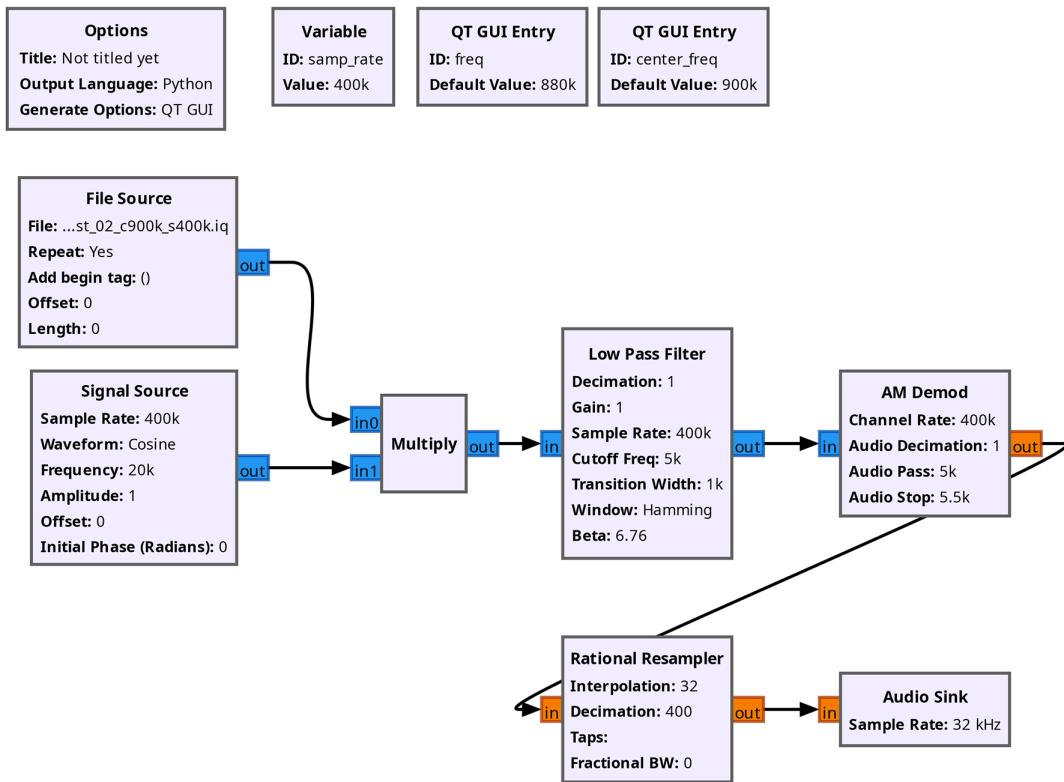 Options
Title: Not titled yet
Output Language: Python
Generate Options: QT GUI
Variable
ID: samp_rate
Value: 400k
QT GUI Entry
ID: freq
Default Value: 880k
QT GUI Entry
ID: center_freq
Default Value: 900k
File Source
File: ...st_02_c900k_s400k.iq
Repeat: Yes
Add begin tag: ()
Offset: 0
Length: 0
out
Signal Source
Sample Rate: 400k
Waveform: Cosine
Frequency: 20k
Amplitude: 1
Offset: 0
Initial Phase (Radians): 0
out
in0
in1
Multiply
out
in
Low Pass Filter
Decimation: 1
Gain: 1
Sample Rate: 400k
Cutoff Freq: 5k
Transition Width: 1k
Window: Hamming
Beta: 6.76
out
in
AM Demod
Channel Rate: 400k
Audio Decimation: 1
Audio Pass: 5k
Audio Stop: 5.5k
out
in
Rational Resampler
Interpolation: 32
Decimation: 400
Taps:
Fractional BW: 0
out
in
Audio Sink
Sample Rate: 32 kHz